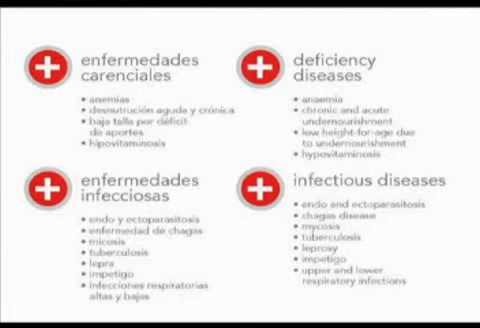 enfermedades
carenciales
• anemias
• desnutrución aguda y crónica
• baja talla por déficit
de aportes
• hipovitaminosis
deficiency
diseases
• anaemia
• chronic and acute
undernourishment
• low height-for-age due
to undernourishment
• hypovitaminosis
enfermedades
infecciosas
• endo y ectoparasitosis
• enfermedad de chagas
• micosis
• tuberculosis
• lepra
• impetigo
• infecciones respiratorias
altas y bajas
infectious diseases
• endo and ectoparasitosis
• chagas disease
• mycosis
• tuberculosis
• leprosy
• impetigo
• upper and lower
respiratory infections